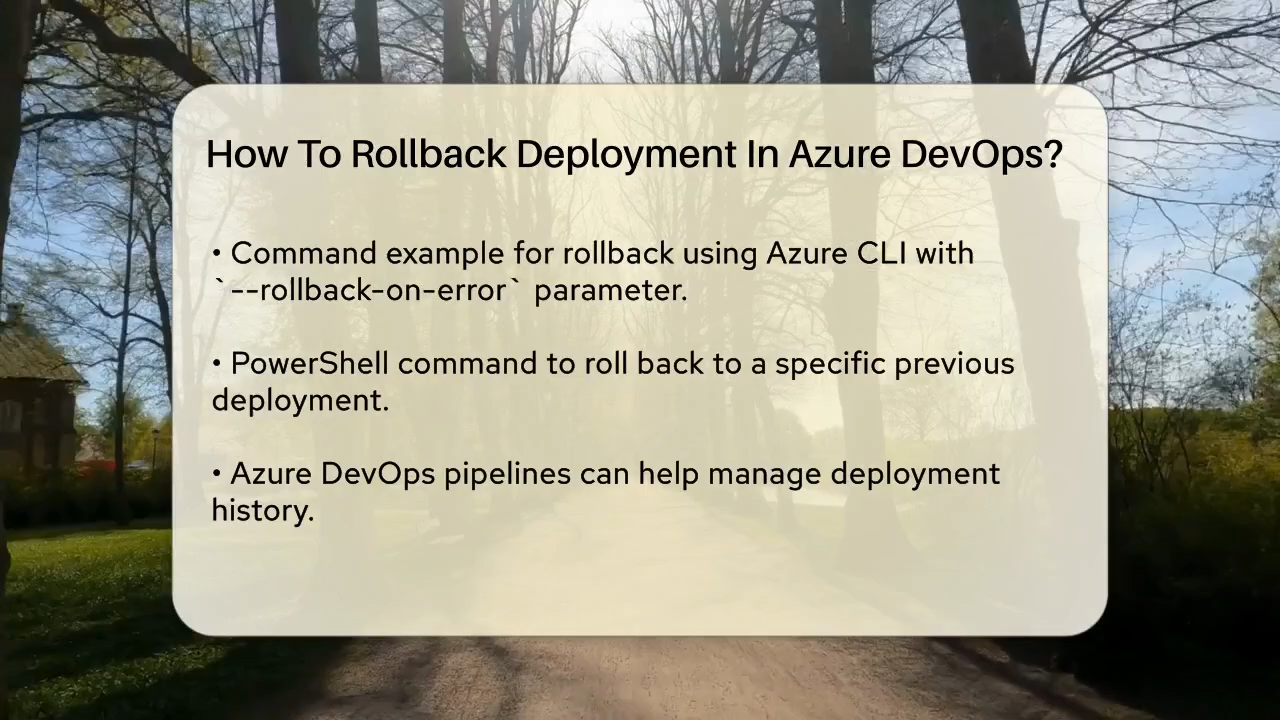 How To Rollback Deployment In Azure DevOps?
• Command example for rollback using Azure CLI with
`--rollback-on-error` parameter.
• PowerShell command to roll back to a specific previous
deployment.
• Azure DevOps pipelines can help manage deployment
history.